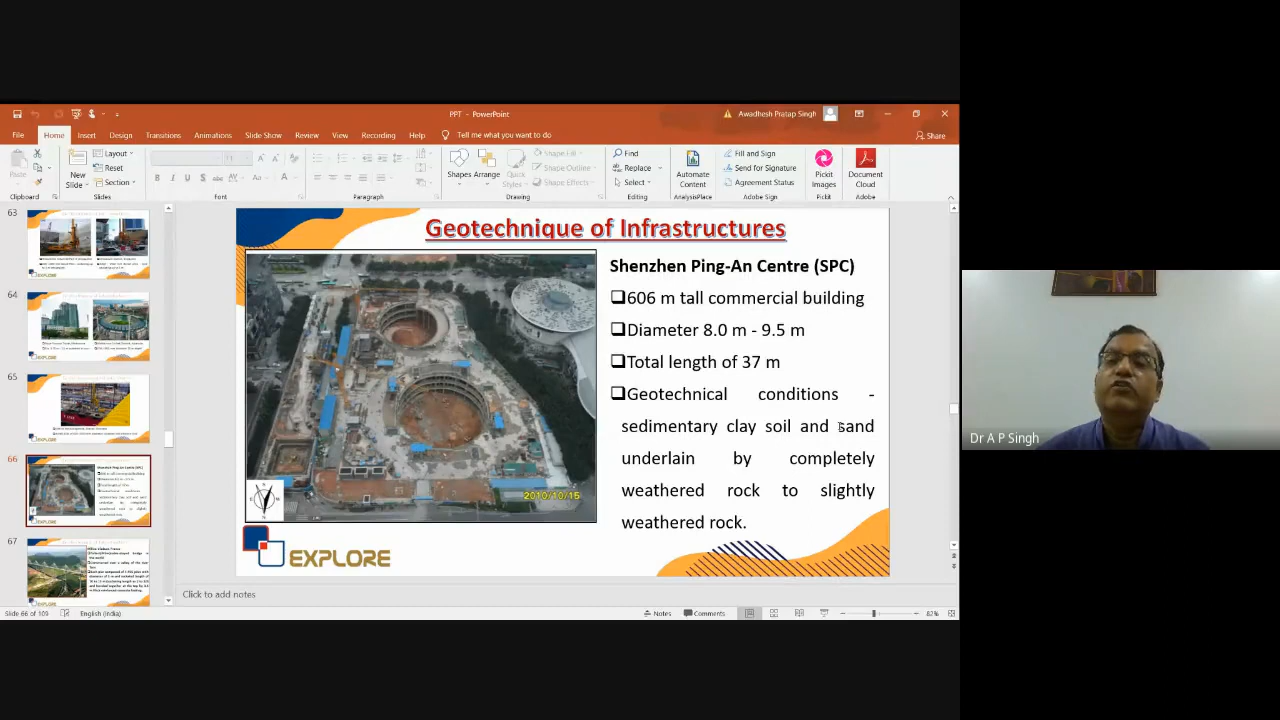 PPT - PowerPoint
Awadhesh Pratap Singh
File Home Insert Design Transitions Animations Slide Show Review View Recording Help Tell me what you want to do
Share
Paste
New Slide
Layout
Reset
Section
Shapes
Arrange
Quick Styles
Shape Fill
Shape Outline
Shape Effects
Find
Replace
Select
Automate Content
Fill and Sign
Send for Signature
Agreement Status
Pickit Images
Document Cloud
Clipboard Slides Font Paragraph Drawing Editing AnalysisPlace Adobe Sign Pickit Adobe
63
64
65
66
67
Geotechnique of Infrastructures
Shenzhen Ping-An Centre (SPC)
606 m tall commercial building
Diameter 8.0 m - 9.5 m
Total length of 37 m
Geotechnical conditions -
sedimentary clay soil and sand
underlain by completely
weathered rock to slightly
weathered rock.
2010/10/15
EXPLORE
Click to add notes
Slide 66 of 109 English (India)
Notes Comments 82%
Dr A P Singh